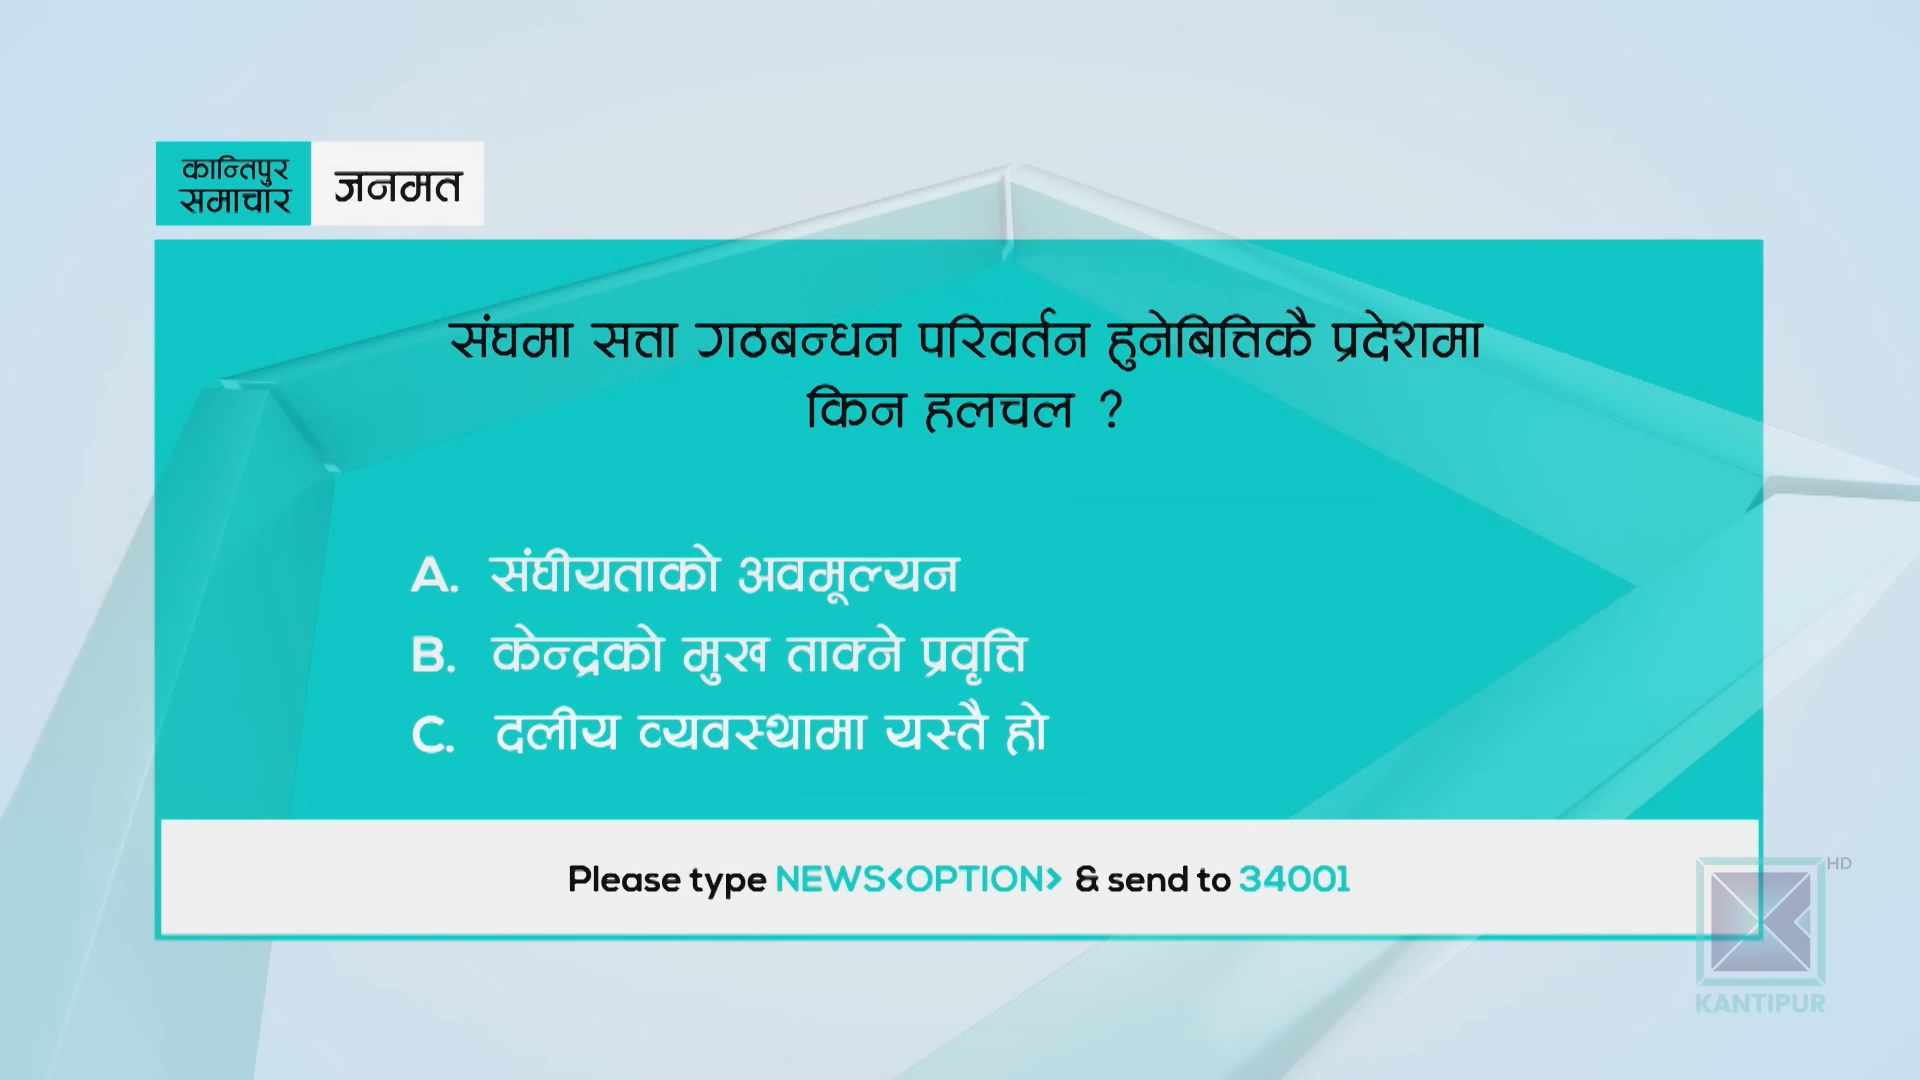 कान्तिपुर
समाचार
जनमत
संघमा सत्ता गठबन्धन परिवर्तन हुनेबित्तिकै प्रदेशमा
किन हलचल ?
A. संघीयताको अवमूल्यन
B. केन्द्रको मुख ताक्ने प्रवृत्ति
C. दलीय व्यवस्थामा यस्तै हो
Please type NEWS<OPTION> & send to 34001
HD
KANTIPUR